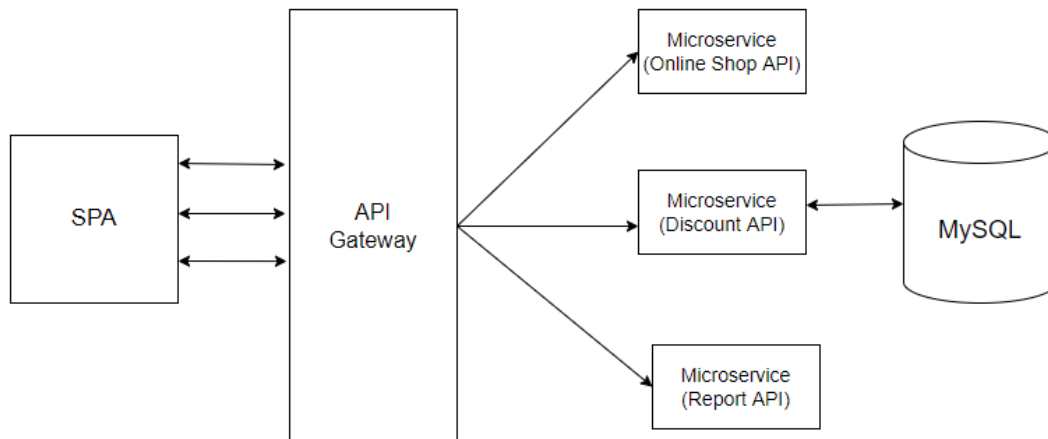 SPA
API
Gateway
Microservice
(Online Shop API)
Microservice
(Discount API)
Microservice
(Report API)
MySQL